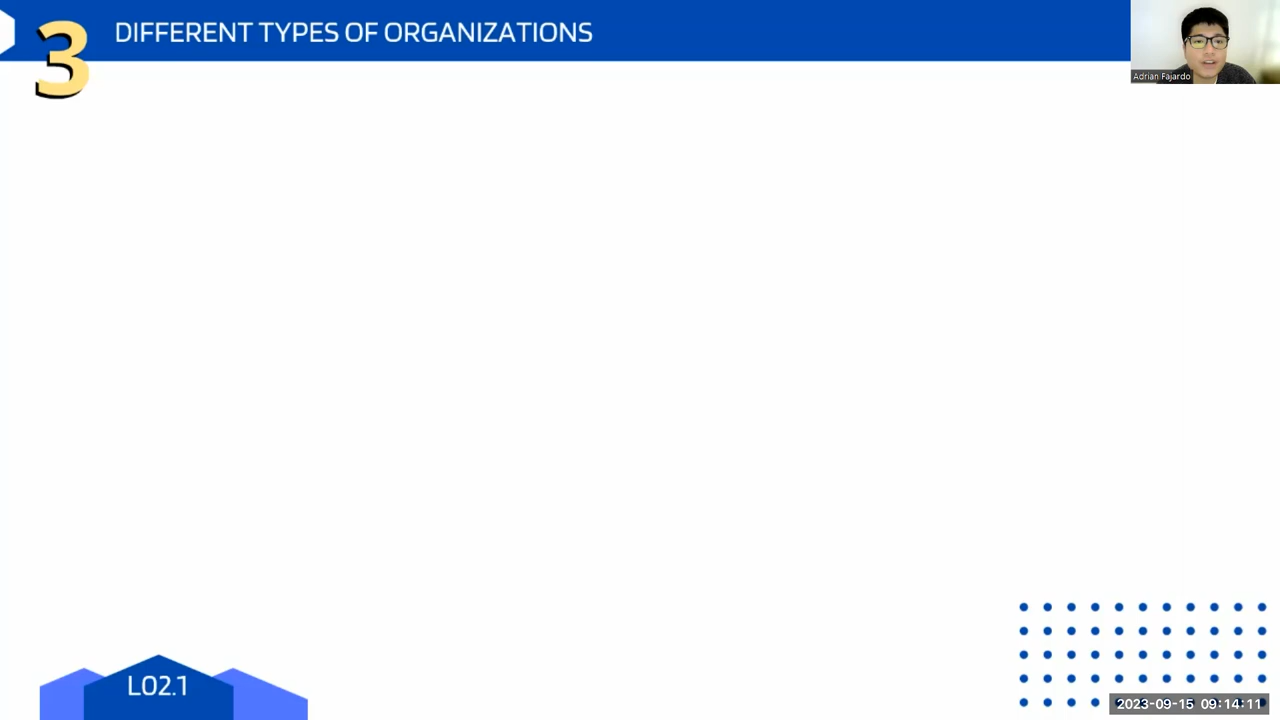 3
DIFFERENT TYPES OF ORGANIZATIONS
Adrian Fajardo
LO2.1
2023-09-15 09:14:11